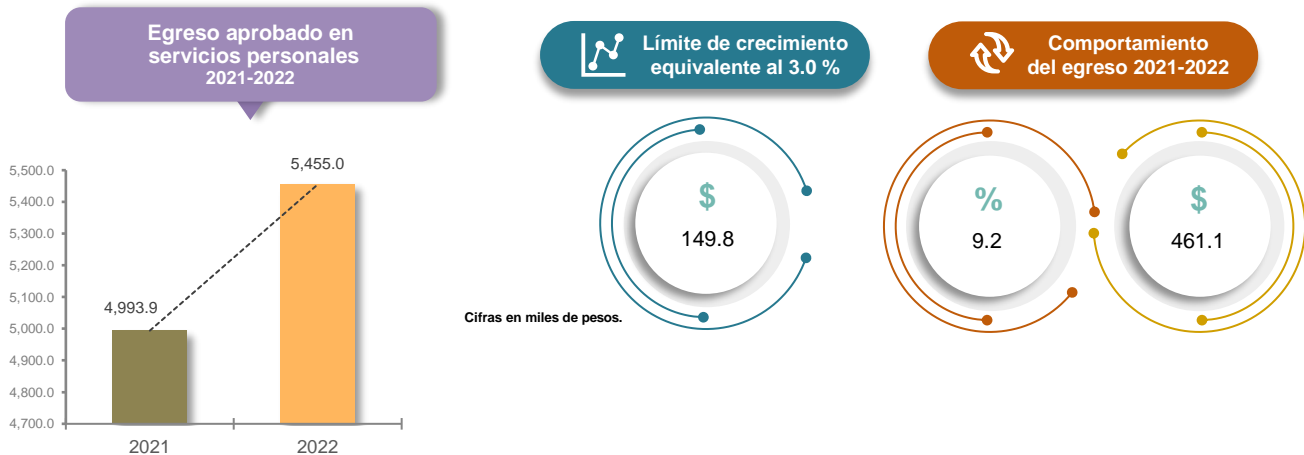 Egreso aprobado en
servicios personales
2021-2022
Límite de crecimiento
equivalente al 3.0 %
Comportamiento
del egreso 2021-2022
5,500.0
5,400.0
5,300.0
5,200.0
5,100.0
5,000.0
4,900.0
4,800.0
4,700.0
4,993.9
5,455.0
2021
2022
$
149.8
%
9.2
$
461.1
Cifras en miles de pesos.